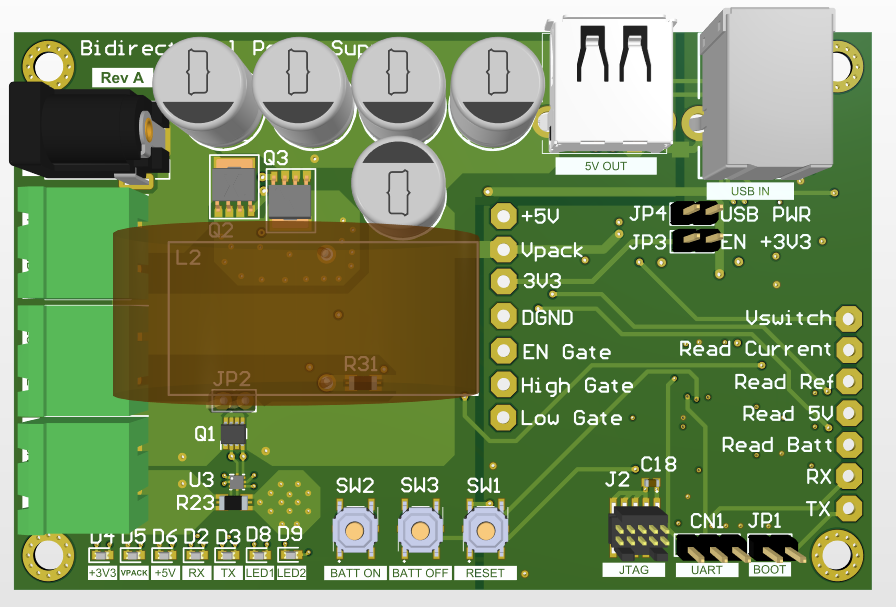 Rev A
5V OUT
USB IN
Q3
Q2
L2
R31
JP2
Q1
U3
R23
+5V
Vpack
3V3
DGND
EN Gate
High Gate
Low Gate
JP4 USB PWR
JP3 EN +3V3
Vswitch
Read Current
Read Ref
Read 5V
Read Batt
RX
TX
SW2
SW3
SW1
J2
C18
CN1
JP1
D4
D5
D6
D2
D3
D8
D9
+3V3
VPACK
+5V
RX
TX
LED1
LED2
BATT ON
BATT OFF
RESET
JTAG
UART
BOOT